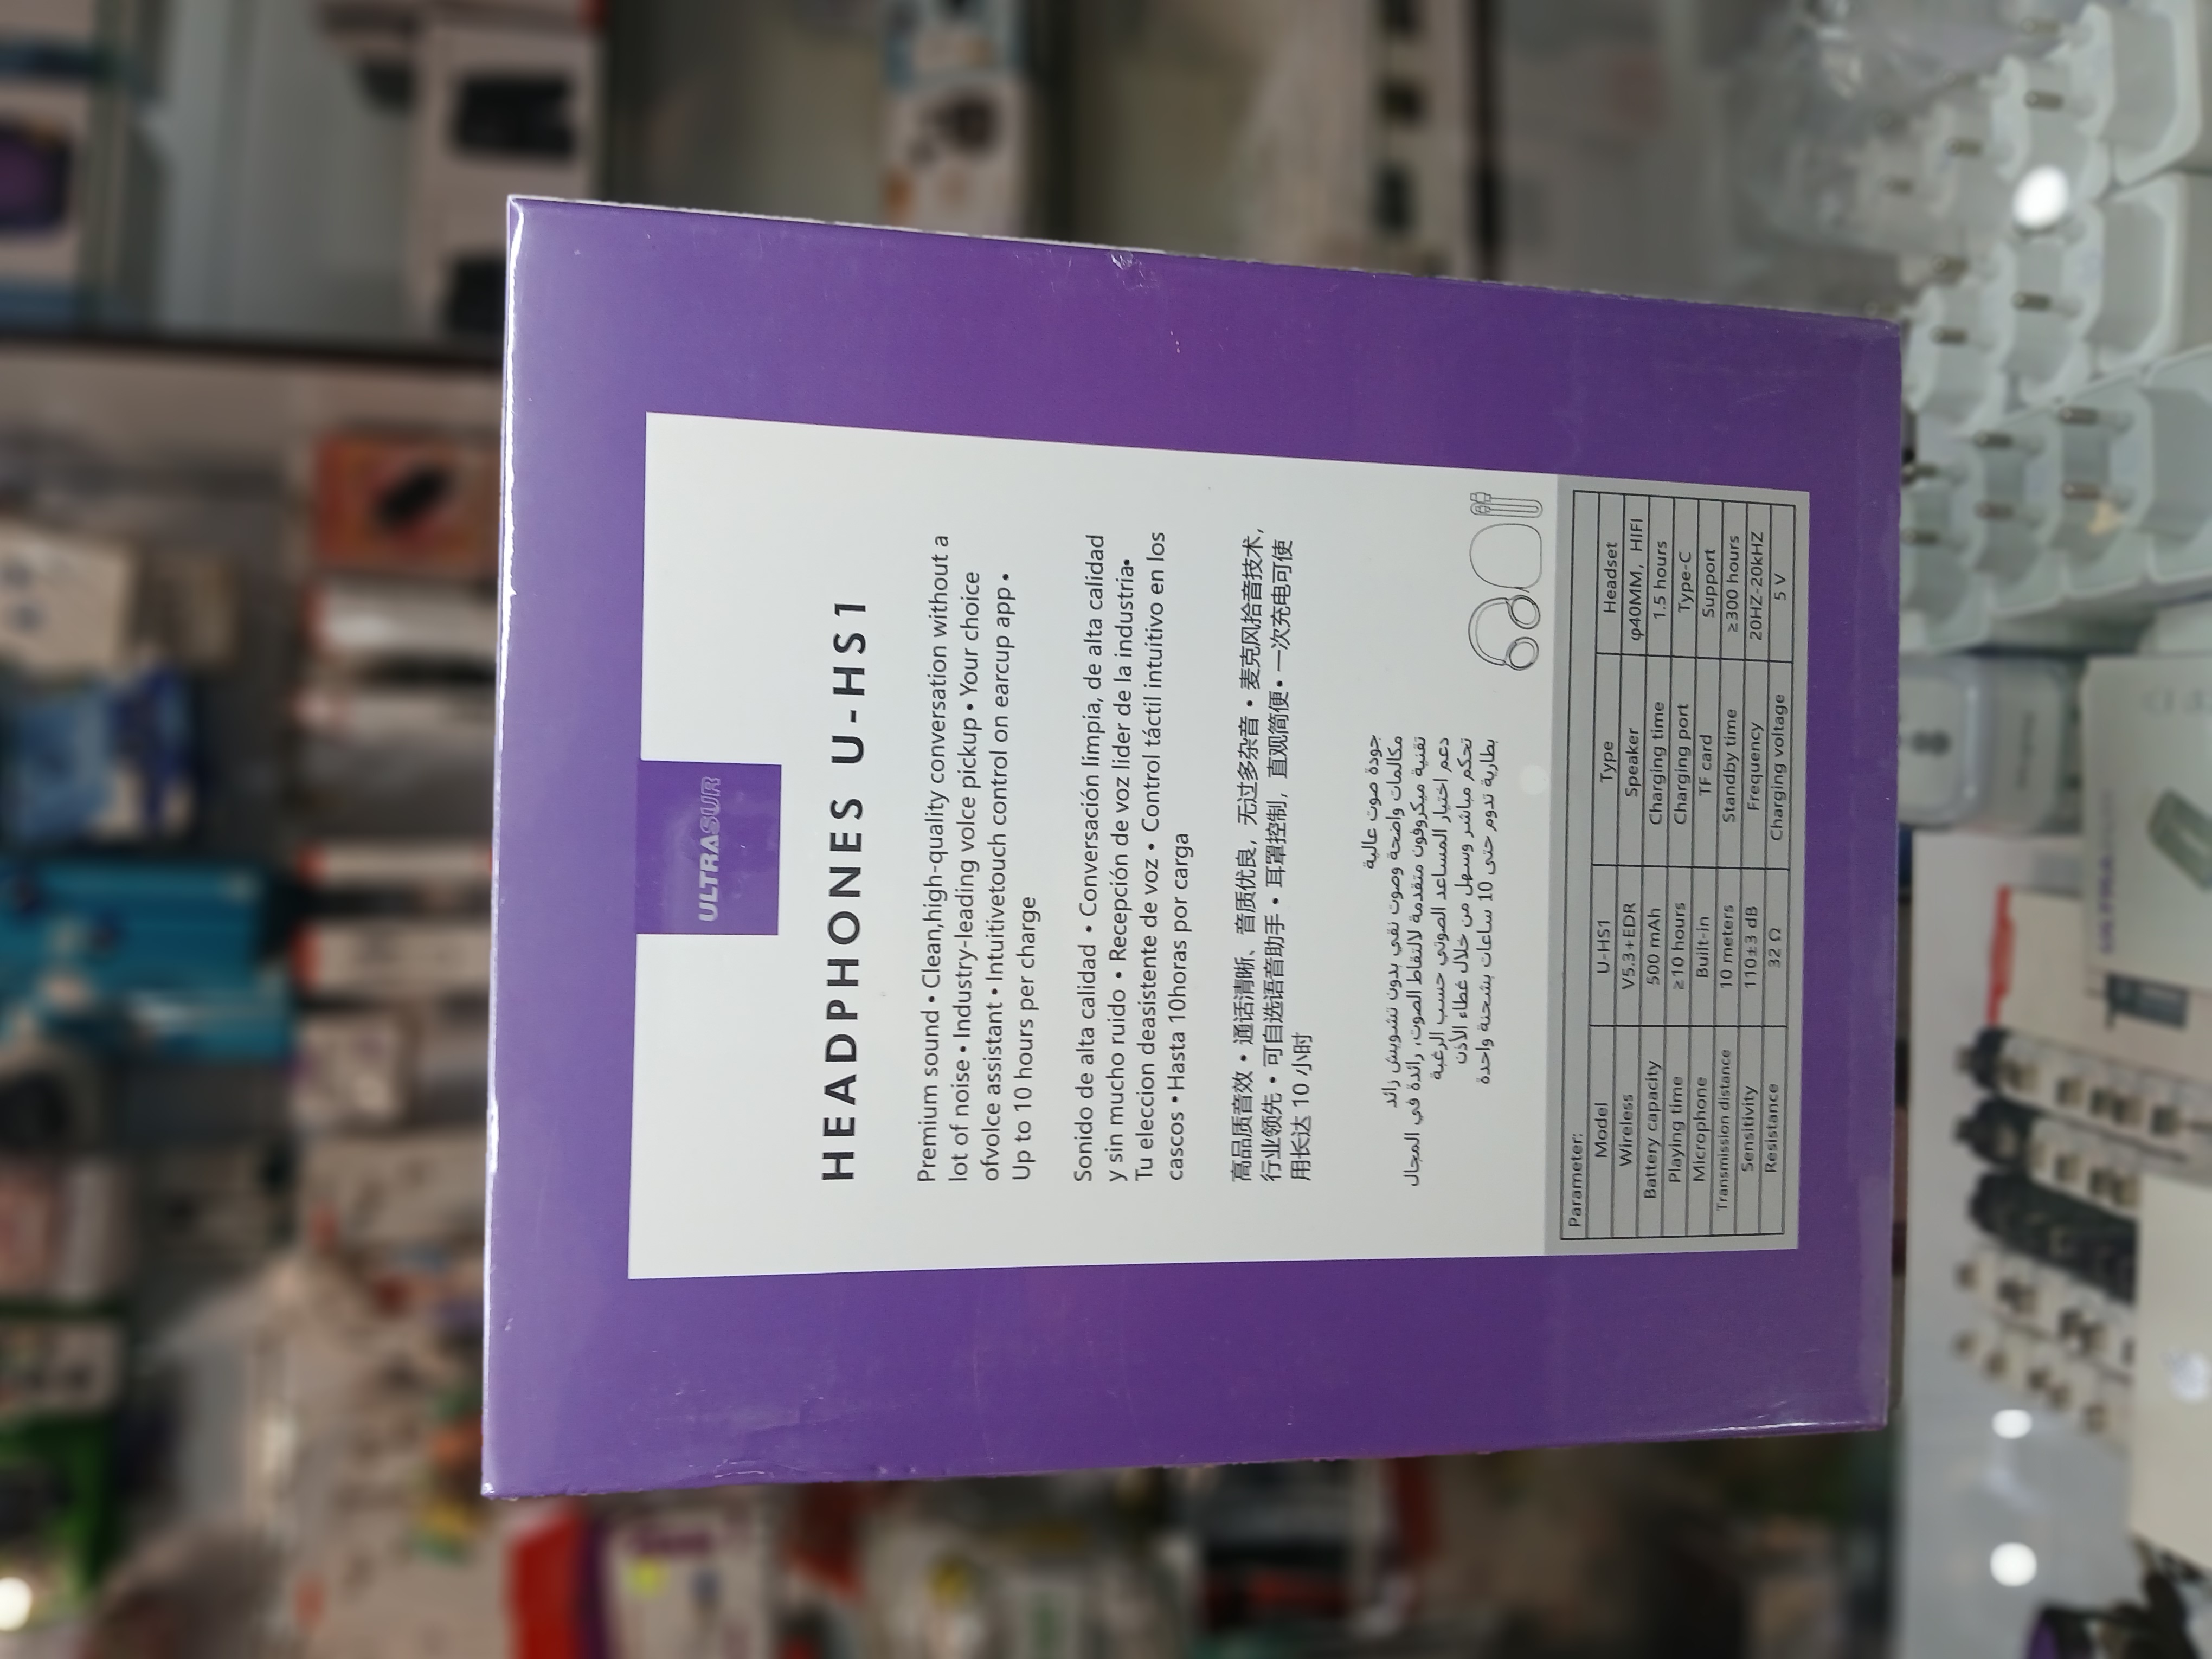 ULTRASUR
HEADPHONES U-HS1
Premium sound • Clean,high-quality conversation without a
lot of noise • Industry-leading voice pickup • Your choice
ofvolce assistant • Intuitivetouch control on earcup app •
Up to 10 hours per charge
Sonido de alta calidad • Conversación limpia, de alta calidad
y sin mucho ruido • Recepción de voz lider de la industria•
Tu eleccion deasistente de voz • Control táctil intuitivo en los
cascos •Hasta 10horas por carga
高品质音效 • 通话清晰、音质优良，无过多杂音 • 麦克风拾音技术，
行业领先 • 可自选语音助手 • 耳罩控制，直观简便 • 一次充电可使
用长达 10 小时
جودة صوت عالية
مكالمات واضحة وصوت نقي بدون تشويش زائد
تقنية ميكروفون متقدمة لالتقاط الصوت، رائدة في المجال
دعم اختيار المساعد الصوتي حسب الرغبة
تحكم مباشر وسهل من خلال غطاء الأذن
بطارية تدوم حتى 10 ساعات بشحنة واحدة
Parameter:
Model U-HS1 Type Headset
Wireless V5.3+EDR Speaker φ40MM, HIFI
Battery capacity 500 mAh Charging time 1.5 hours
Playing time ≥10 hours Charging port Type-C
Microphone Built-in TF card Support
Transmission distance 10 meters Standby time ≥300 hours
Sensitivity 110±3 dB Frequency 20HZ-20kHZ
Resistance 32 Ω Charging voltage 5 V